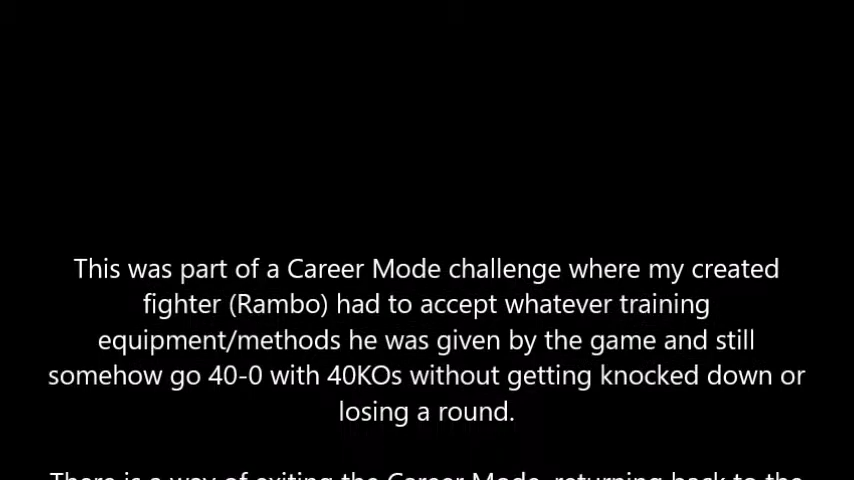 This was part of a Career Mode challenge where my created
fighter (Rambo) had to accept whatever training
equipment/methods he was given by the game and still
somehow go 40-0 with 40KOs without getting knocked down or
losing a round.
There is a way of exiting the Career Mode, returning back to the